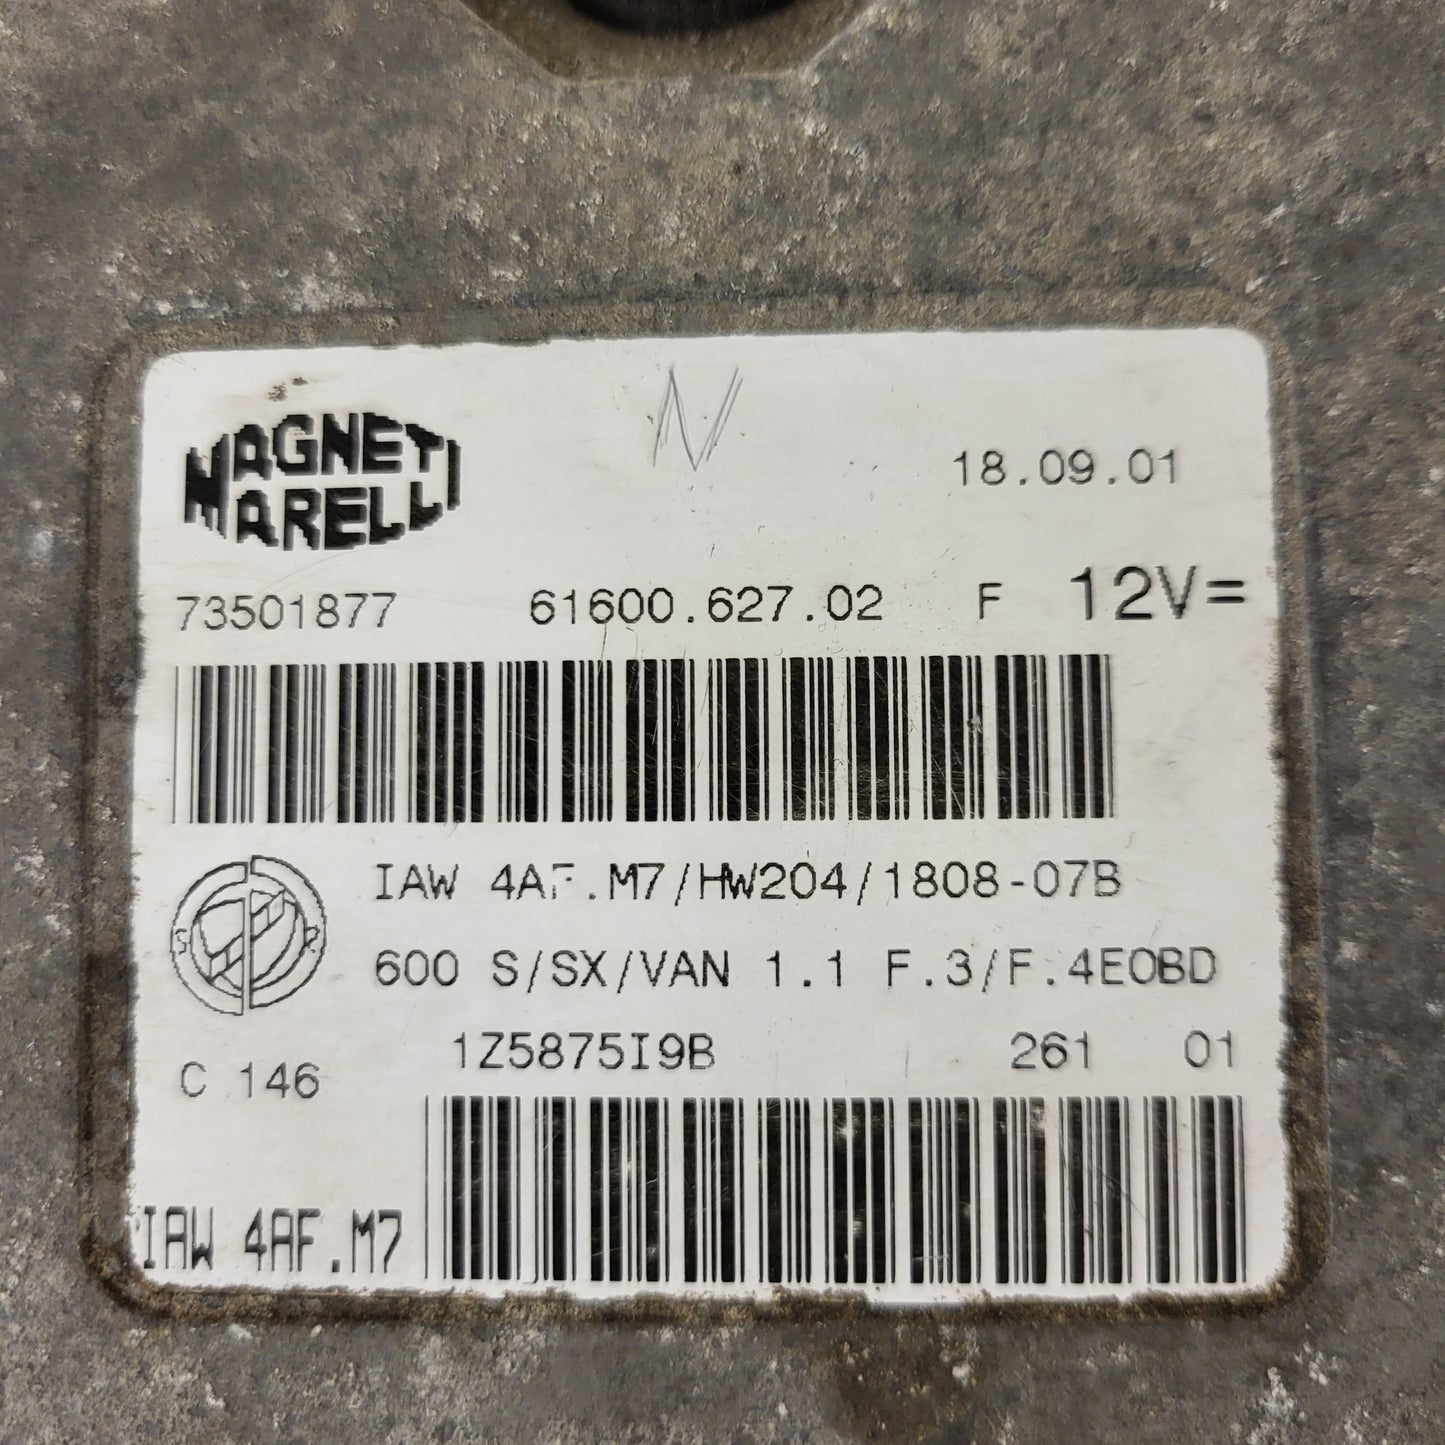 N
MAGNETI
MARELLI
18.09.01
73501877 61600.627.02 F 12V=
IAW 4AF.M7/HW204/1808-07B
600 S/SX/VAN 1.1 F.3/F.4EOBD
1Z5875I9B 261 01
C 146
IAW 4AF.M7